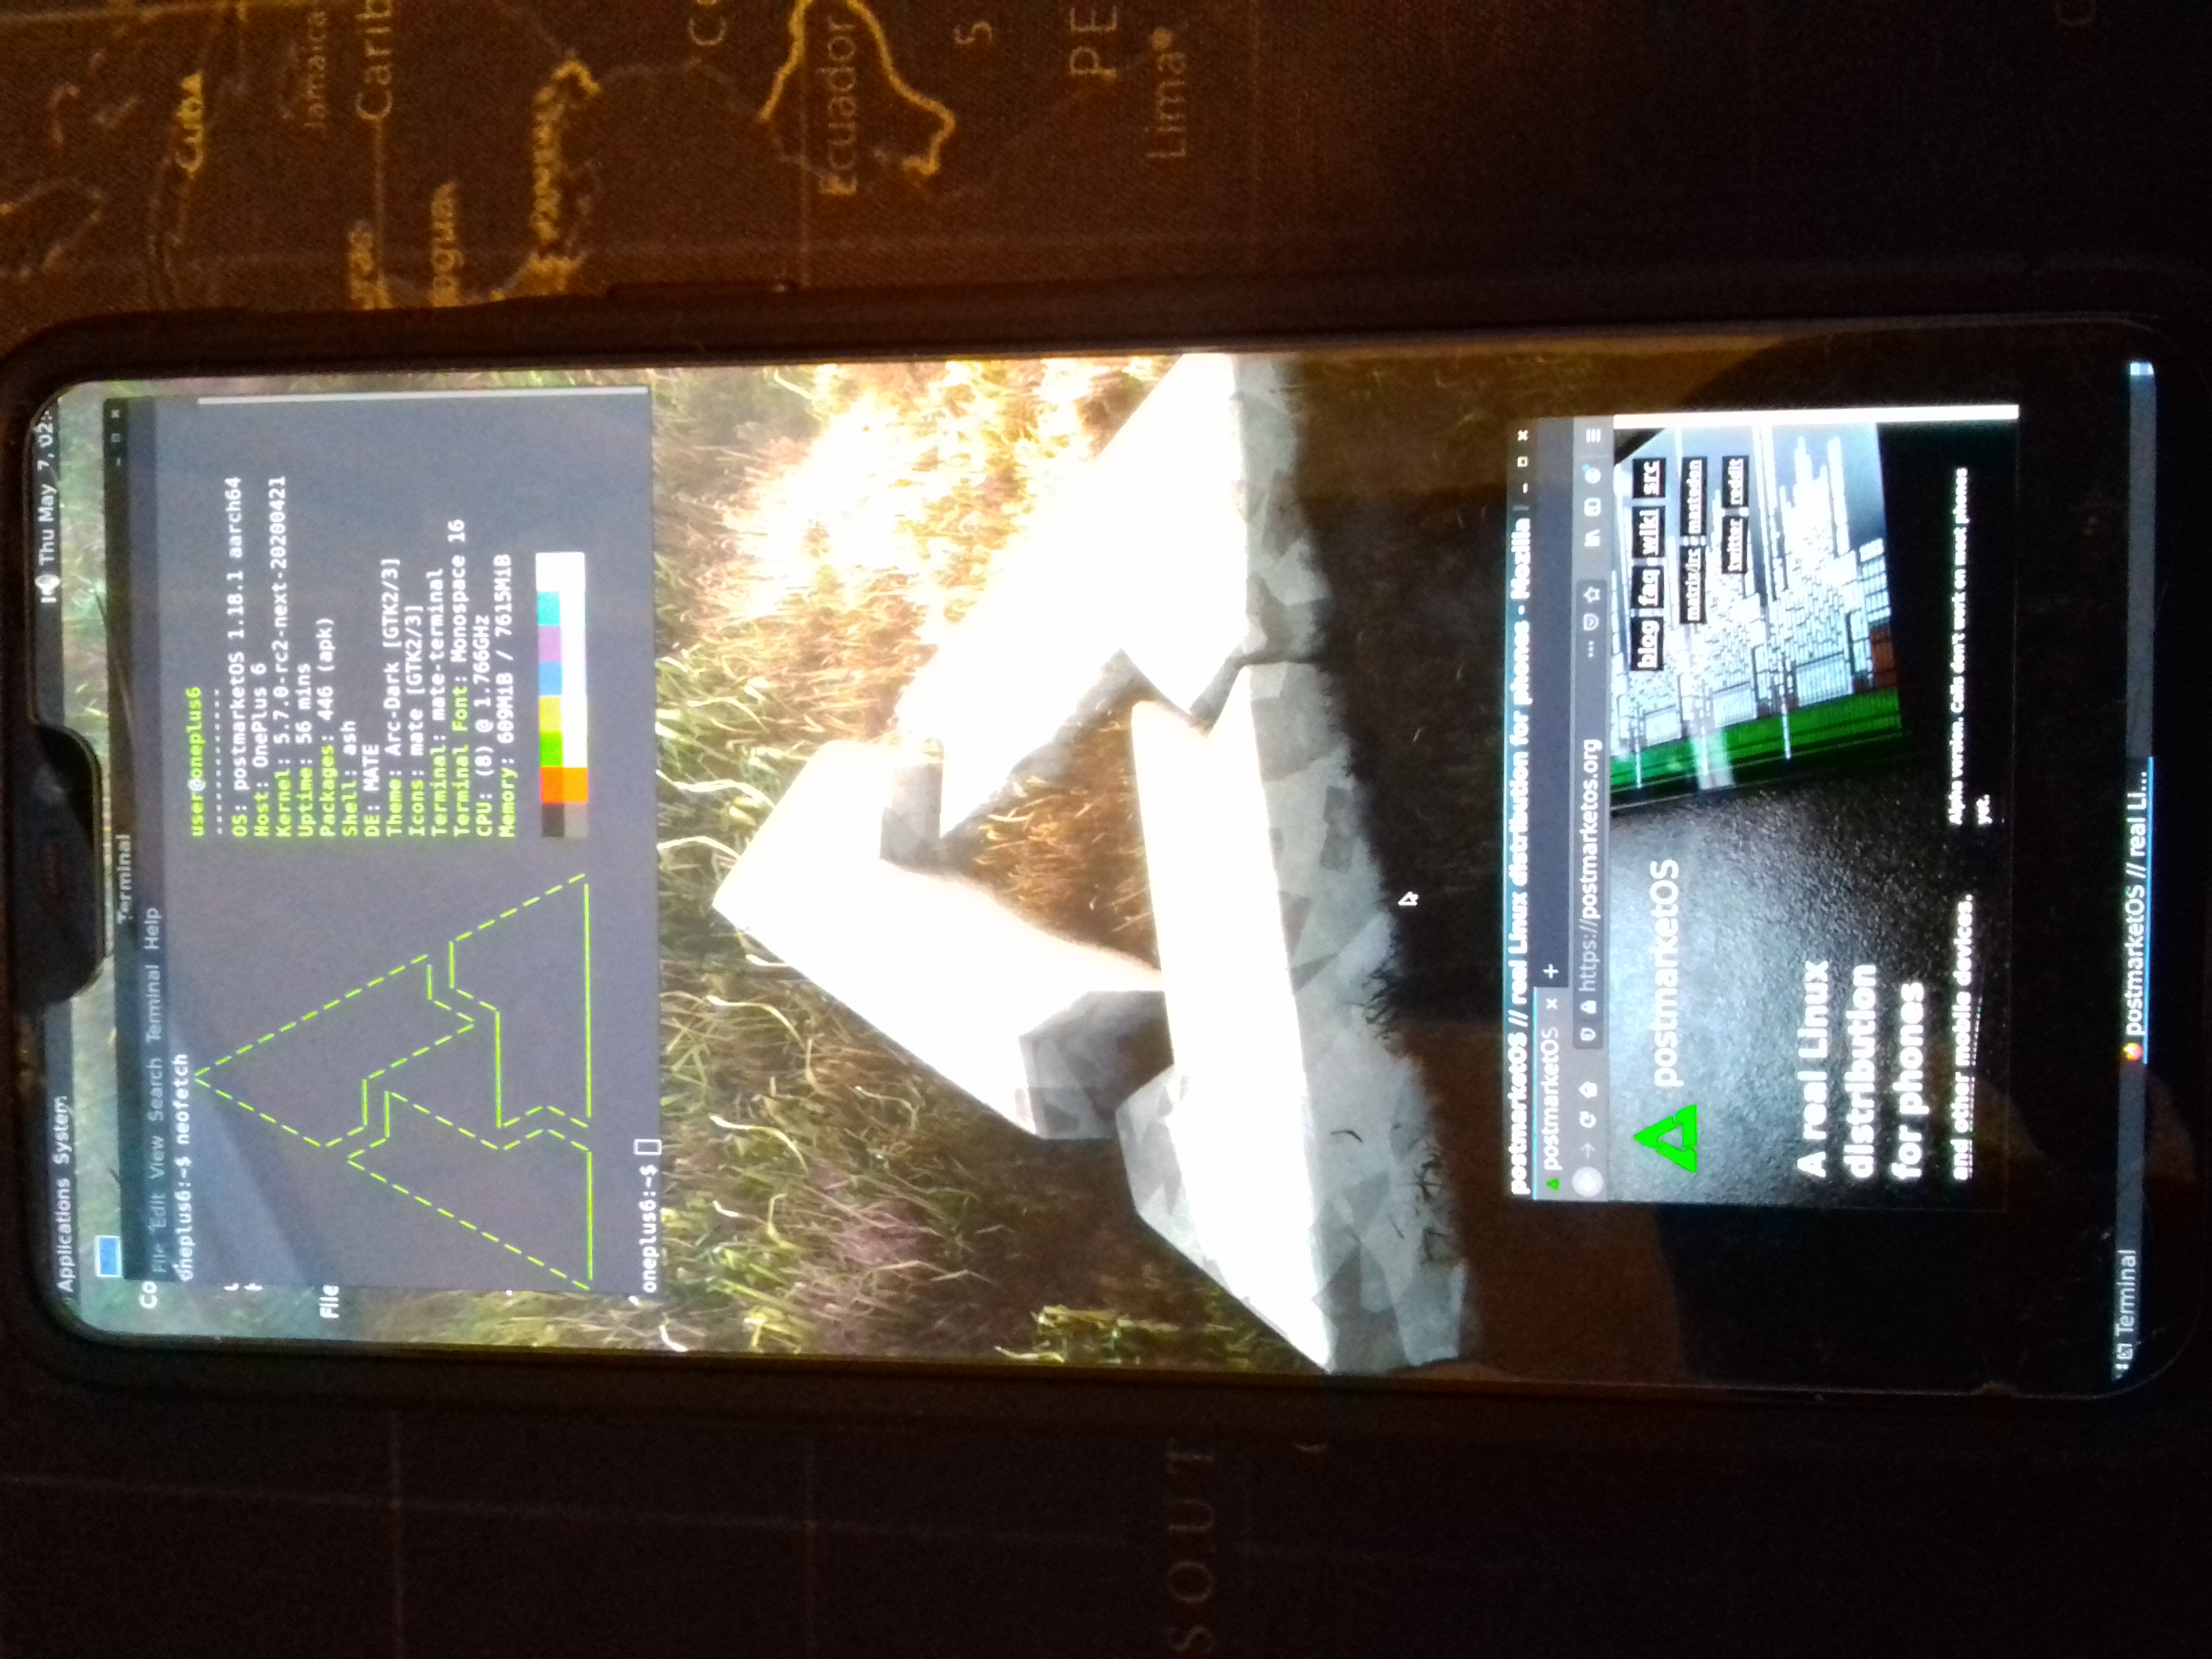 Applications System
Thu May 7, 02:
Terminal
File Edit View Search Terminal Help
oneplus6:~$ neofetch
user@oneplus6
-------------
OS: postmarketOS 1.18.1 aarch64
Host: OnePlus 6
Kernel: 5.7.0-rc2-next-20200421
Uptime: 56 mins
Packages: 446 (apk)
Shell: ash
DE: MATE
Theme: Arc-Dark [GTK2/3]
Icons: mate [GTK2/3]
Terminal: mate-terminal
Terminal Font: Monospace 16
CPU: (8) @ 1.766GHz
Memory: 609MiB / 7615MiB
oneplus6:~$
Co
File
postmarketOS // real Linux distribution for phones - Mozilla
postmarketOS
https://postmarketos.org
postmarketOS
blog faq wiki src
matrix/irc mastodon
twitter reddit
A real Linux
distribution
for phones
and other mobile devices.
Alpha version. Calls don't work on most phones
yet.
Terminal
postmarketOS // real Li...
Cuba
Jamaica
Carib
Ecuador
PE
Lima
SOUT